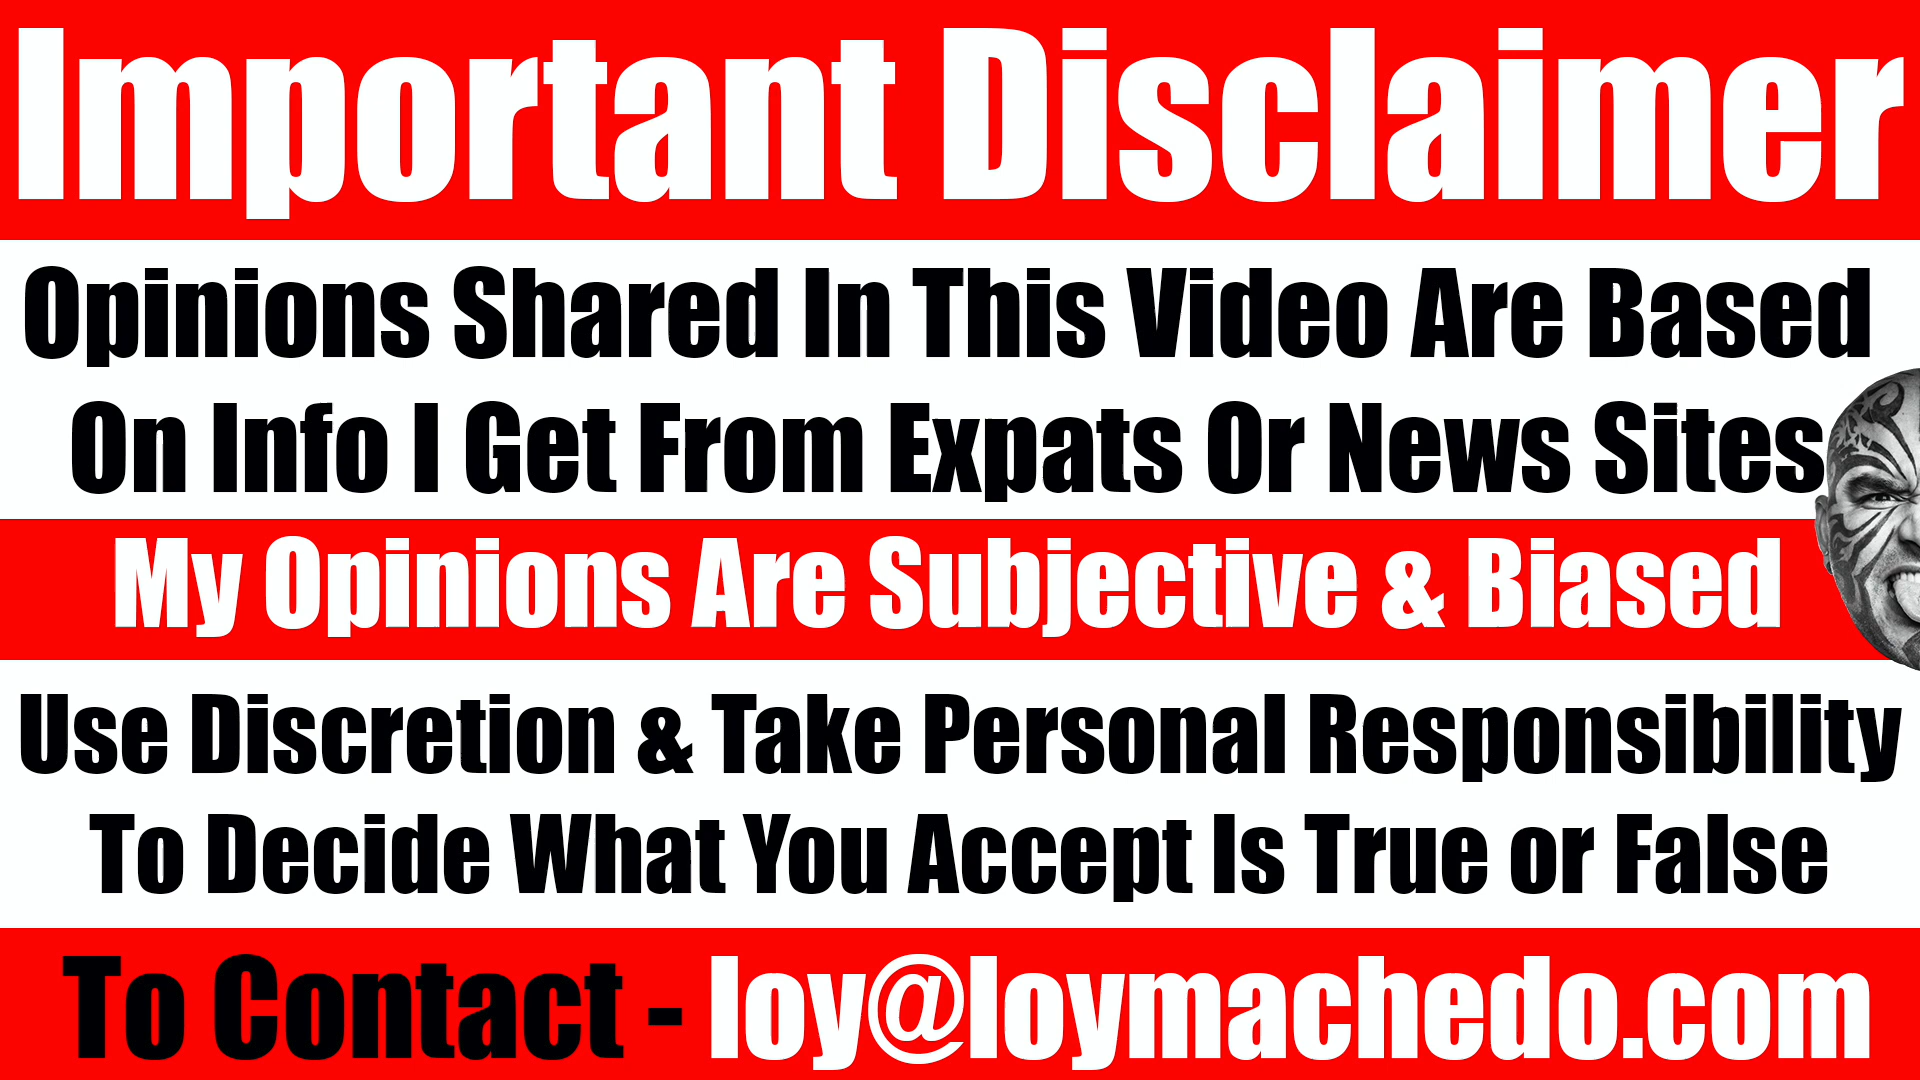 Important Disclaimer
Opinions Shared In This Video Are Based
On Info I Get From Expats Or News Sites
My Opinions Are Subjective & Biased
Use Discretion & Take Personal Responsibility
To Decide What You Accept Is True or False
To Contact - loy@loymachedo.com